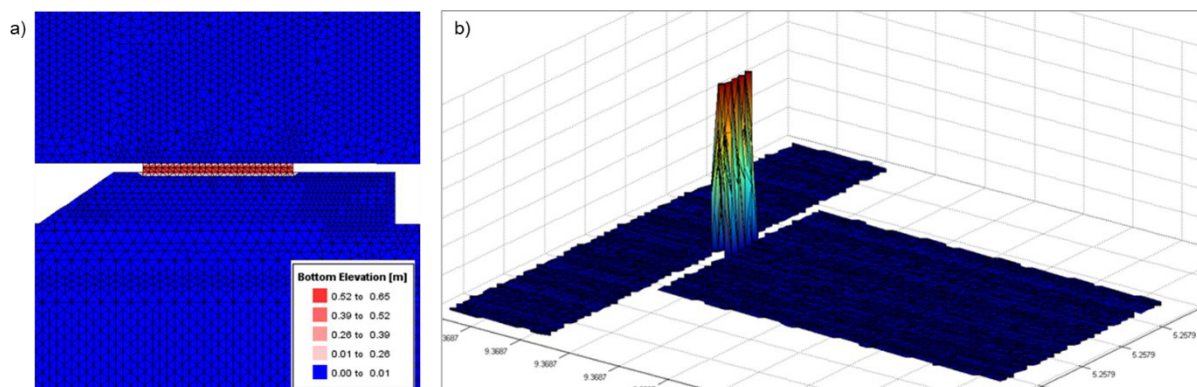 a)
Bottom Elevation [m]
0.52 to 0.65
0.39 to 0.52
0.26 to 0.39
0.01 to 0.26
0.00 to 0.01
b)
9.3687
9.3687
9.3687
5.2579
5.2579
5.2579